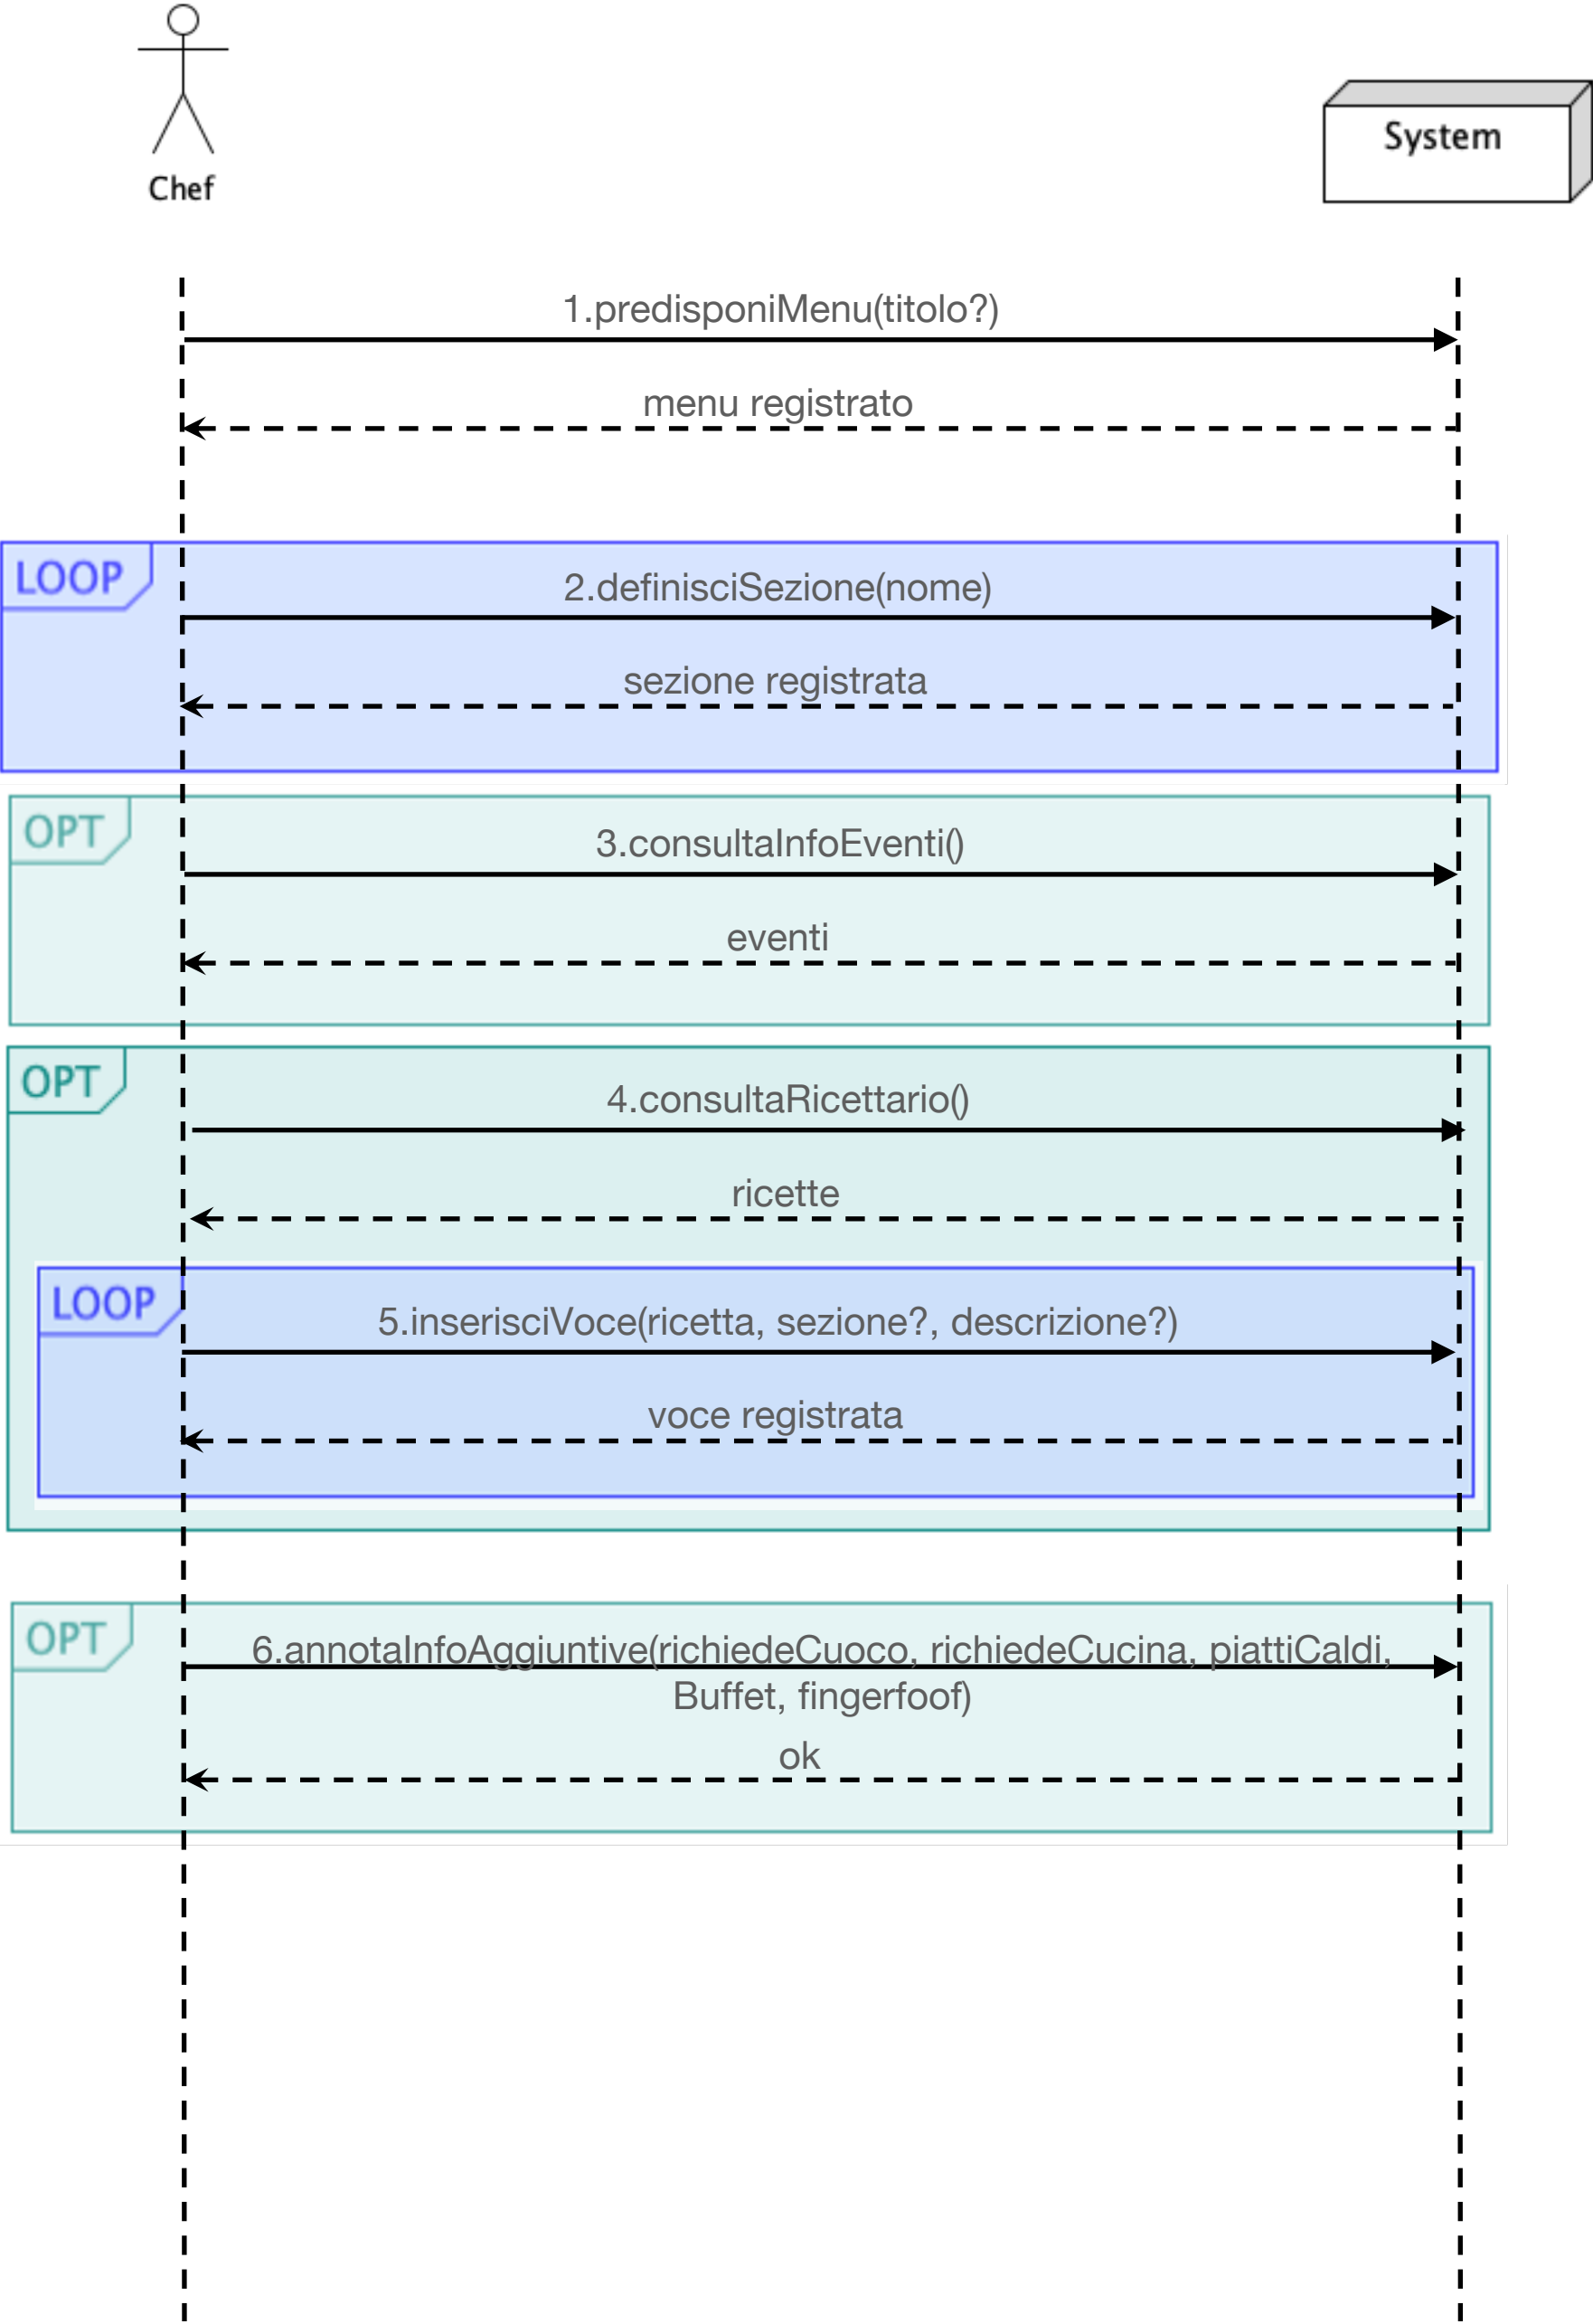 Chef
System
1.predisponiMenu(titolo?)
menu registrato
LOOP
2.definisciSezione(nome)
sezione registrata
OPT
3.consultaInfoEventi()
eventi
OPT
4.consultaRicettario()
ricette
LOOP
5.inserisciVoce(ricetta, sezione?, descrizione?)
voce registrata
OPT
6.annotaInfoAggiuntive(richiedeCuoco, richiedeCucina, piattiCaldi,
Buffet, fingerfoof)
ok